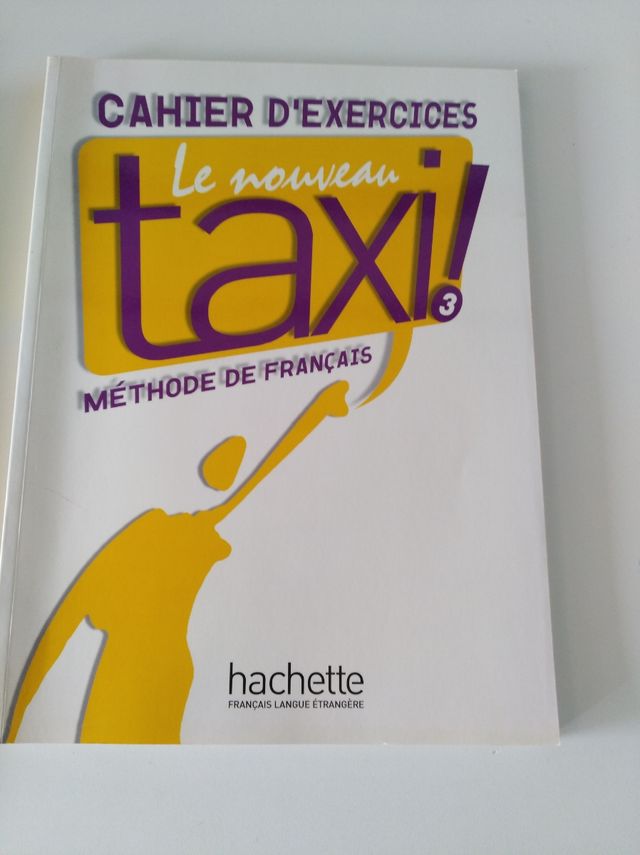 CAHIER D'EXERCICES
Le nouveau
taxi!
3
MÉTHODE DE FRANÇAIS
hachette
FRANÇAIS LANGUE ÉTRANGÈRE